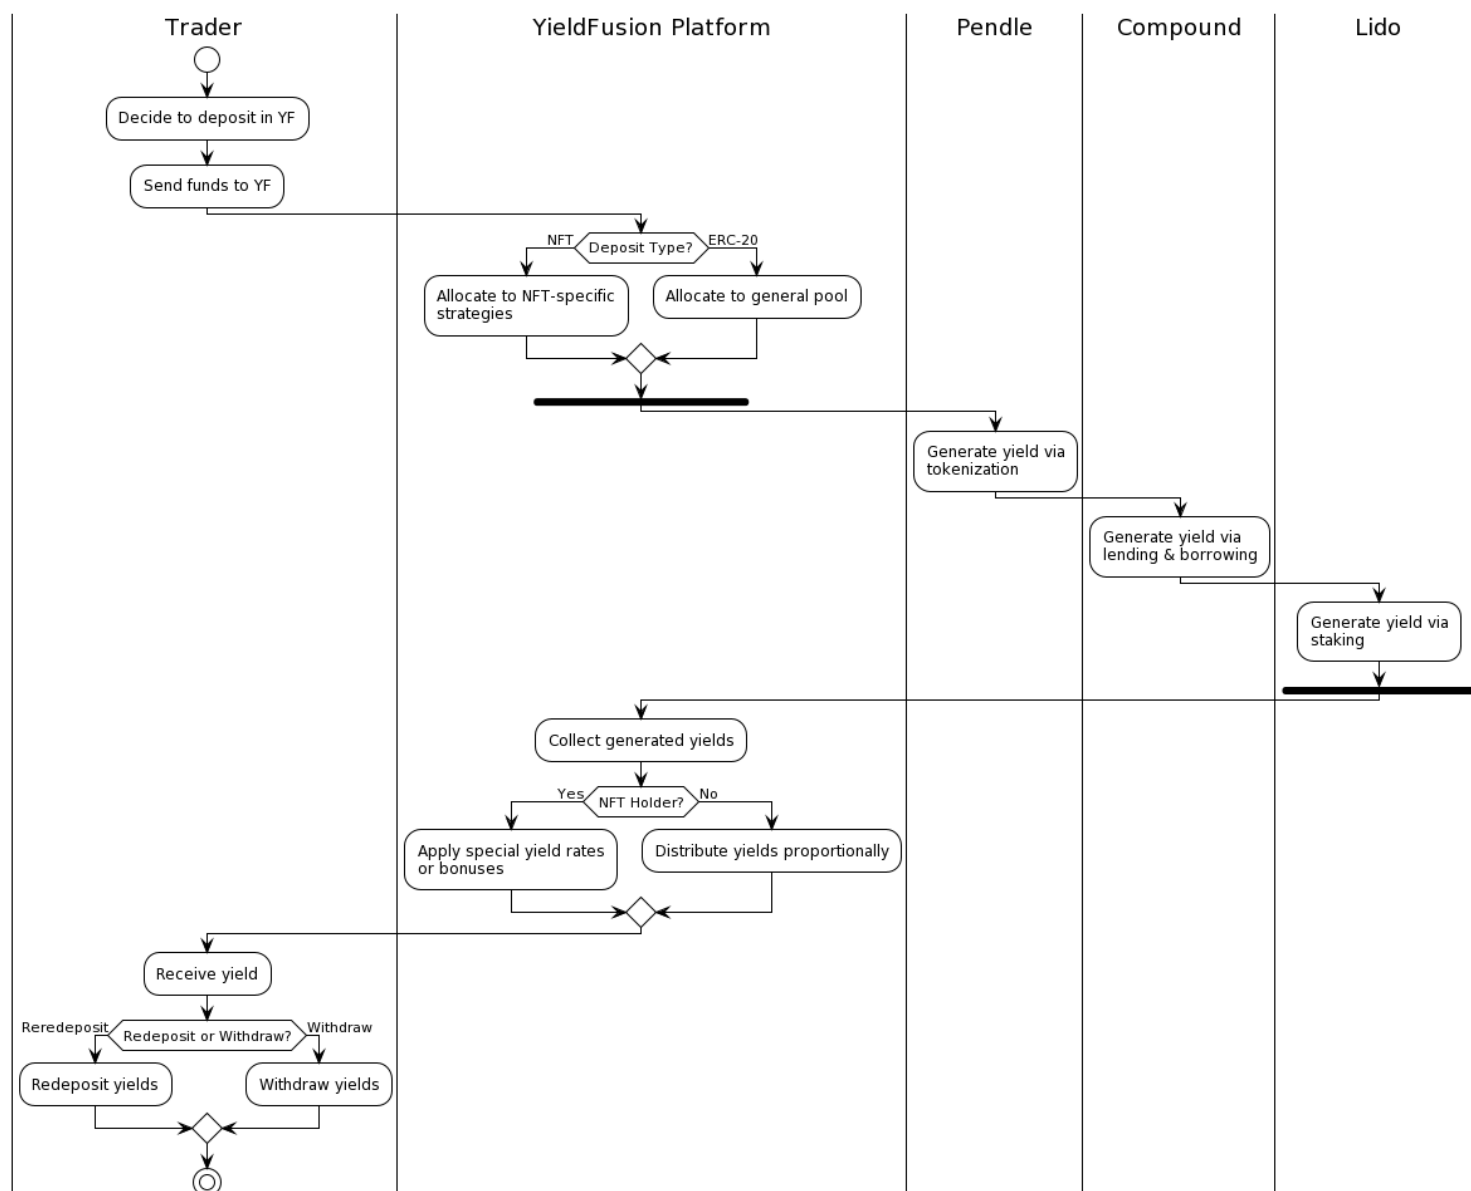 Trader
YieldFusion Platform
Pendle
Compound
Lido
Decide to deposit in YF
Send funds to YF
NFT
Deposit Type?
ERC-20
Allocate to NFT-specific
strategies
Allocate to general pool
Generate yield via
tokenization
Generate yield via
lending & borrowing
Generate yield via
staking
Collect generated yields
Yes
NFT Holder?
No
Apply special yield rates
or bonuses
Distribute yields proportionally
Receive yield
Reredeposit
Redeposit or Withdraw?
Withdraw
Redeposit yields
Withdraw yields